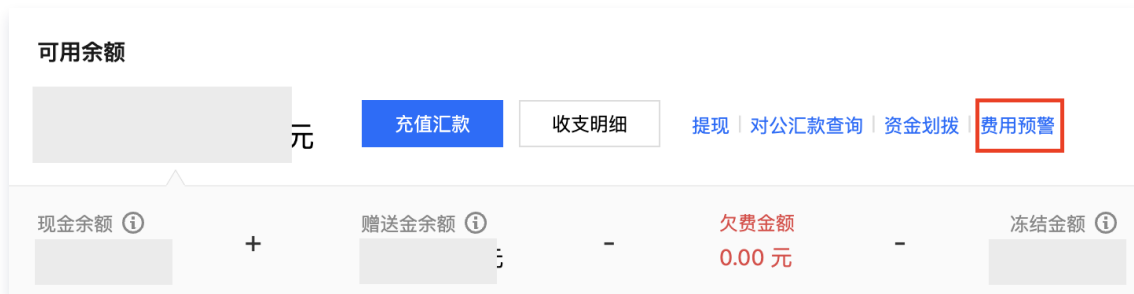 可用余额
元 充值汇款 收支明细 提现 对公汇款查询 资金划拨 费用预警
现金余额 赠送金余额 欠费金额 冻结金额
+ - 0.00 元 -